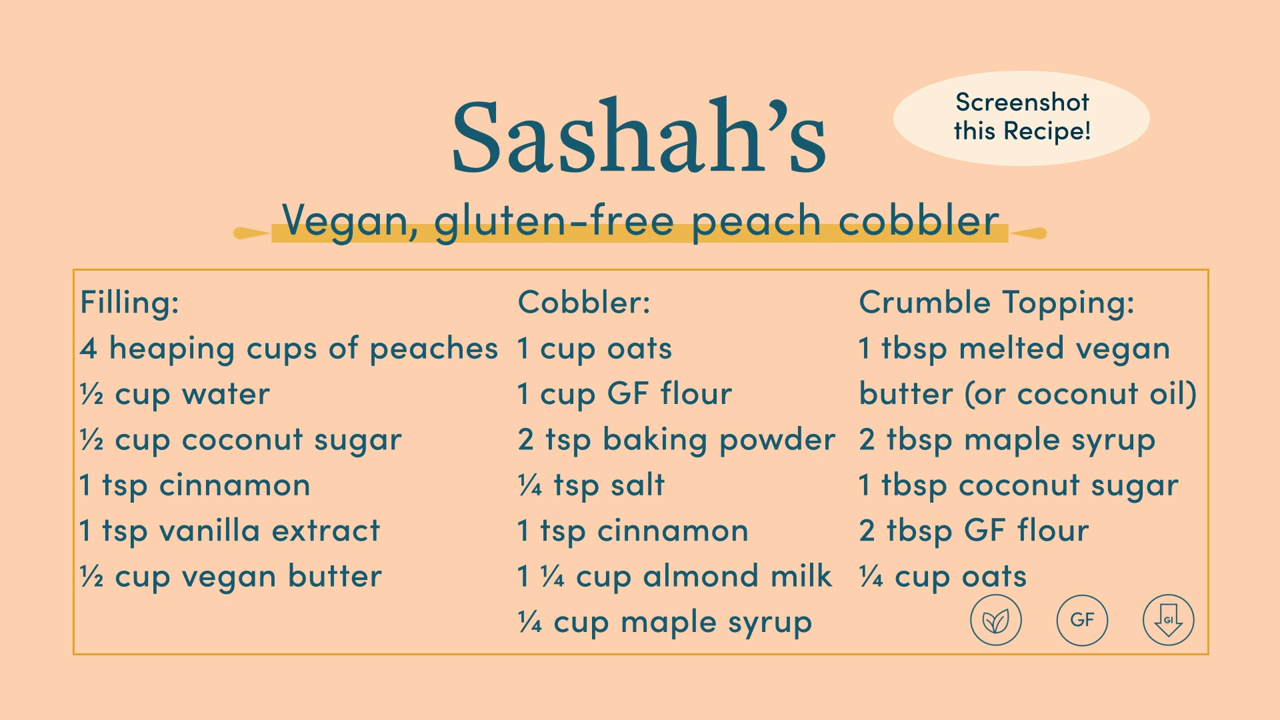 Sashah’s
Screenshot
this Recipe!
Vegan, gluten-free peach cobbler
Filling:
4 heaping cups of peaches
½ cup water
½ cup coconut sugar
1 tsp cinnamon
1 tsp vanilla extract
½ cup vegan butter
Cobbler:
1 cup oats
1 cup GF flour
2 tsp baking powder
¼ tsp salt
1 tsp cinnamon
1 ¼ cup almond milk
¼ cup maple syrup
Crumble Topping:
1 tbsp melted vegan
butter (or coconut oil)
2 tbsp maple syrup
1 tbsp coconut sugar
2 tbsp GF flour
¼ cup oats
GF
GI